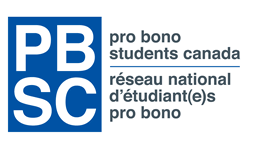 PB
SC
pro bono
students canada
réseau national
d'étudiant(e)s
pro bono